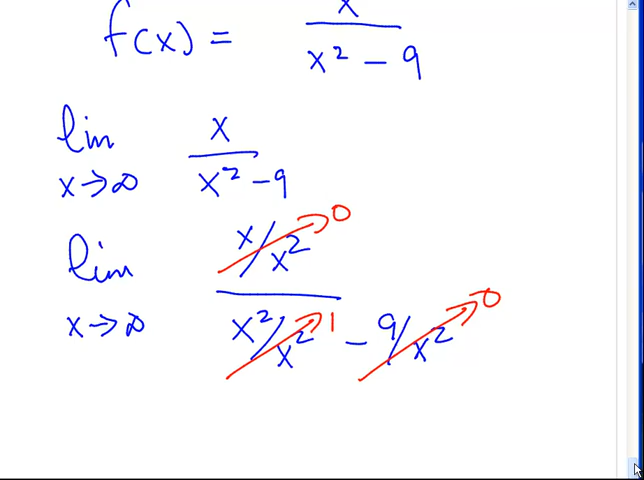 f(x) = x / x² - 9
lim x→∞ x / x² - 9
lim x→∞ x/x² → 0
x²/x² → 1 - 9/x² → 0